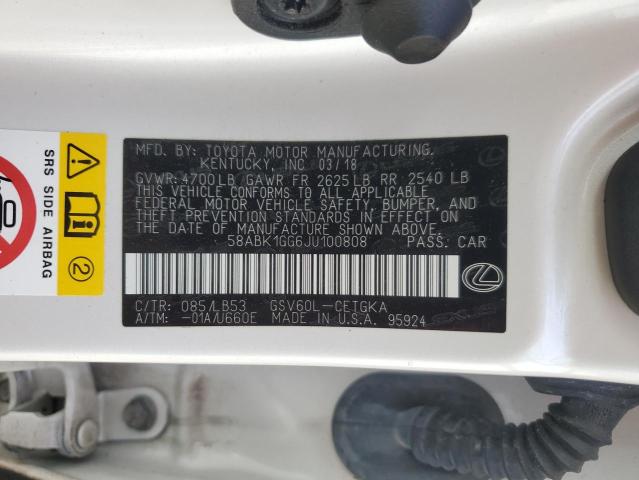 MFD. BY: TOYOTA MOTOR MANUFACTURING,
KENTUCKY, INC 03/18
GVWR: 4700 LB GAWR FR 2625 LB RR 2540 LB
THIS VEHICLE CONFORMS TO ALL APPLICABLE
FEDERAL MOTOR VEHICLE SAFETY, BUMPER, AND
THEFT PREVENTION STANDARDS IN EFFECT ON
THE DATE OF MANUFACTURE SHOWN ABOVE.
58ABK1GG6JU100808 PASS. CAR
C/TR: 085/LB53 GSV60L-CETGKA
A/TM: -01A/U660E MADE IN U.S.A. 95924
SRS SIDE AIRBAG
2